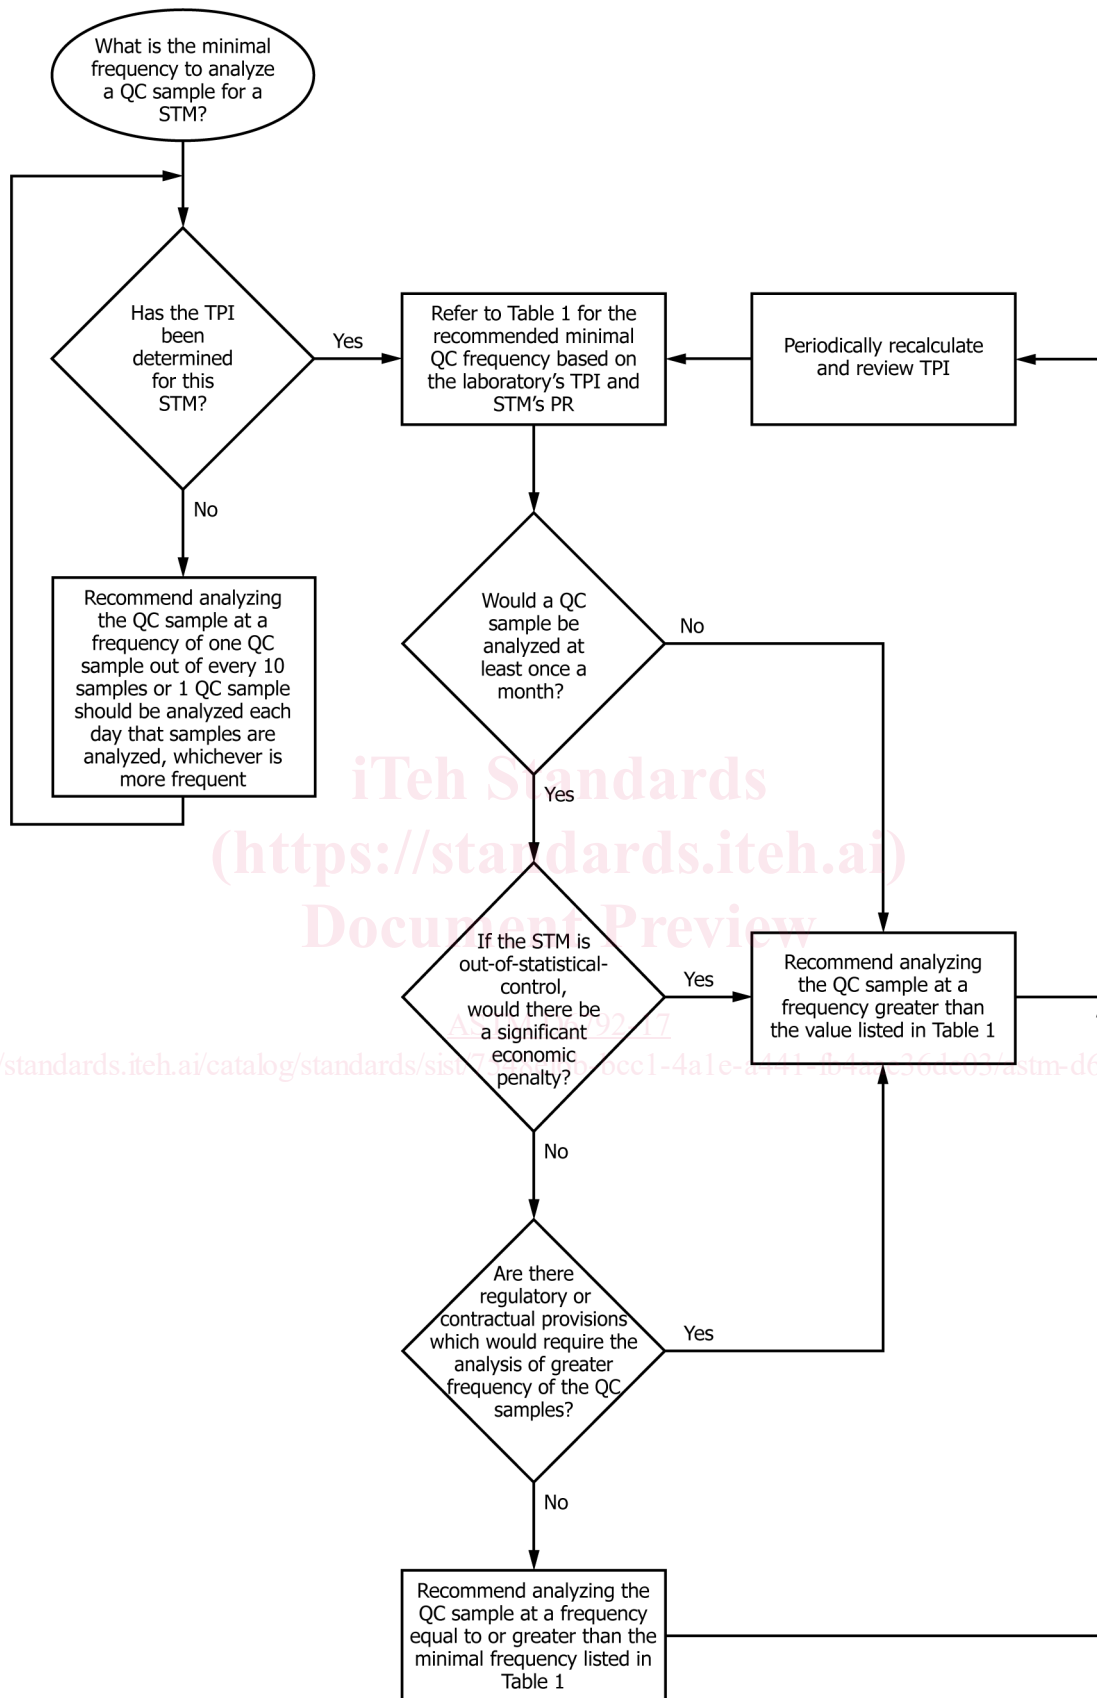 What is the minimal
frequency to analyze
a QC sample for a
STM?
Has the TPI
been
determined
for this
STM?
Yes
No
Recommend analyzing
the QC sample at a
frequency of one QC
sample out of every 10
samples or 1 QC sample
should be analyzed each
day that samples are
analyzed, whichever is
more frequent
Refer to Table 1 for the
recommended minimal
QC frequency based on
the laboratory's TPI and
STM's PR
Periodically recalculate
and review TPI
Would a QC
sample be
analyzed at
least once a
month?
No
Yes
iTeh Standards
(https://standards.iteh.ai)
Document Preview
If the STM is
out-of-statistical-
control,
would there be
a significant
economic
penalty?
Yes
No
Recommend analyzing
the QC sample at a
frequency greater than
the value listed in Table 1
/standards.iteh.ai/catalog/standards/sist/
Are there
regulatory or
contractual provisions
which would require the
analysis of greater
frequency of the QC
samples?
Yes
No
Recommend analyzing the
QC sample at a frequency
equal to or greater than the
minimal frequency listed in
Table 1